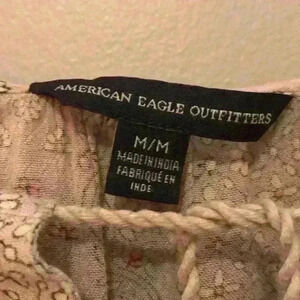 AMERICAN EAGLE OUTFITTERS
M/M
MADE IN INDIA
FABRIQUÉ EN
INDE